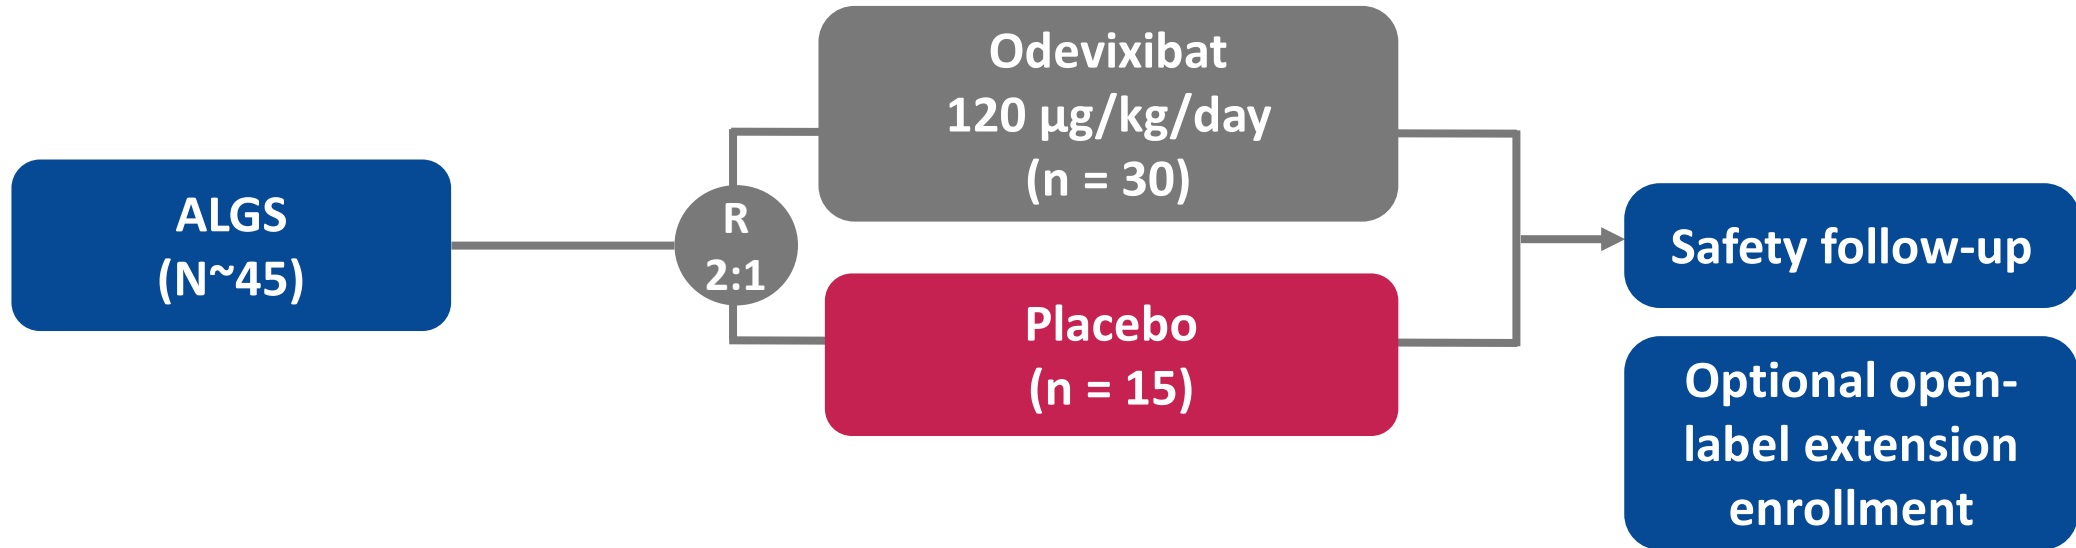 ALGS
(N~45)
R
2:1
Odevixibat
120 µg/kg/day
(n = 30)
Placebo
(n = 15)
Safety follow-up
Optional open-
label extension
enrollment